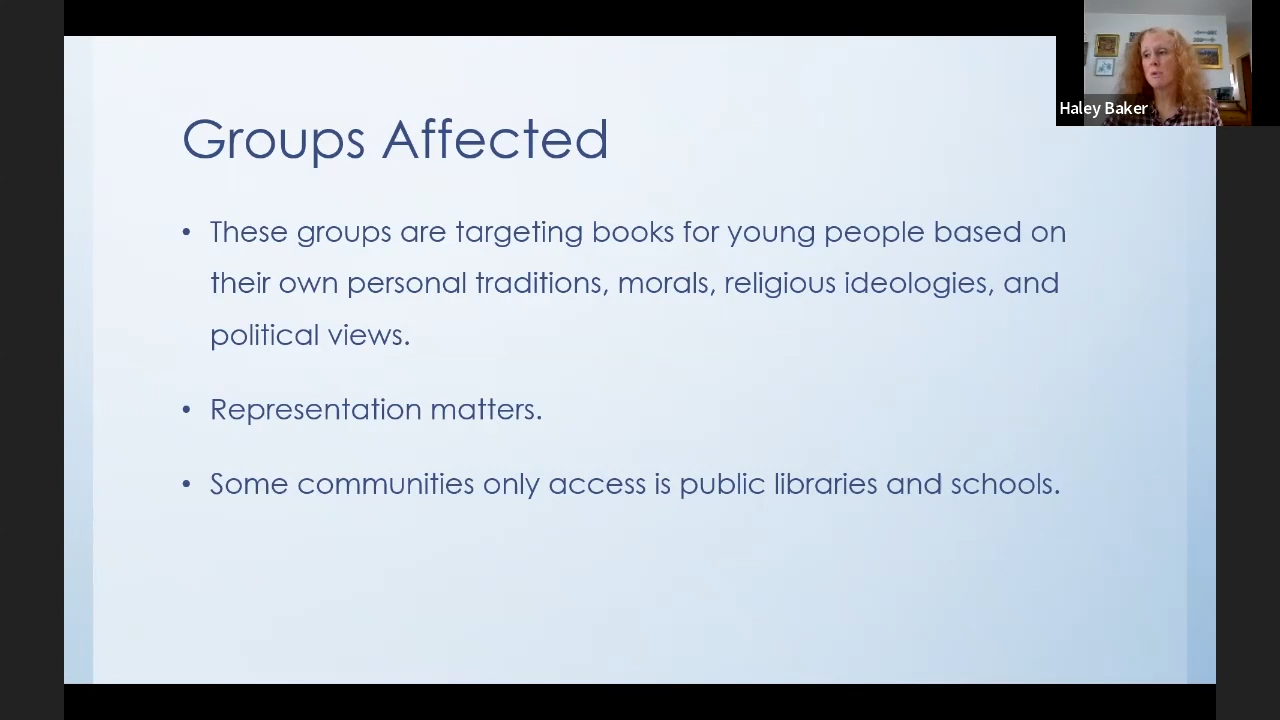 Groups Affected
• These groups are targeting books for young people based on
their own personal traditions, morals, religious ideologies, and
political views.
• Representation matters.
• Some communities only access is public libraries and schools.
Haley Baker